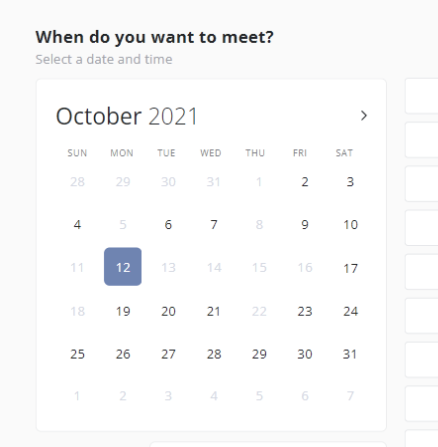 When do you want to meet?
Select a date and time
October 2021
SUN MON TUE WED THU FRI SAT
28 29 30 31 1 2 3
4 5 6 7 8 9 10
11 12 13 14 15 16 17
18 19 20 21 22 23 24
25 26 27 28 29 30 31
1 2 3 4 5 6 7